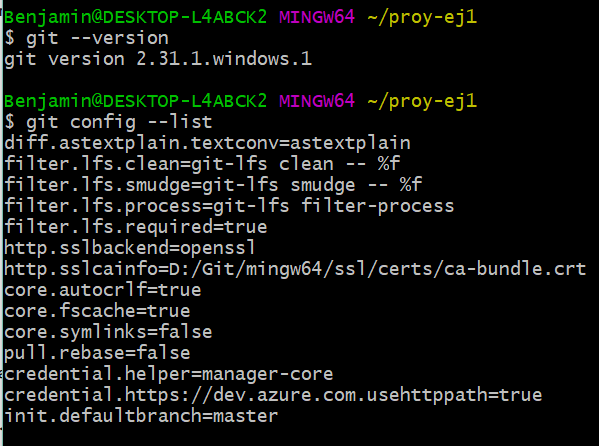 Benjamin@DESKTOP-L4ABCK2 MINGW64 ~/proy-ej1
$ git --version
git version 2.31.1.windows.1

Benjamin@DESKTOP-L4ABCK2 MINGW64 ~/proy-ej1
$ git config --list
diff.astextplain.textconv=astextplain
filter.lfs.clean=git-lfs clean -- %f
filter.lfs.smudge=git-lfs smudge -- %f
filter.lfs.process=git-lfs filter-process
filter.lfs.required=true
http.sslbackend=openssl
http.sslcainfo=D:/Git/mingw64/ssl/certs/ca-bundle.crt
core.autocrlf=true
core.fscache=true
core.symlinks=false
pull.rebase=false
credential.helper=manager-core
credential.https://dev.azure.com.usehttppath=true
init.defaultbranch=master